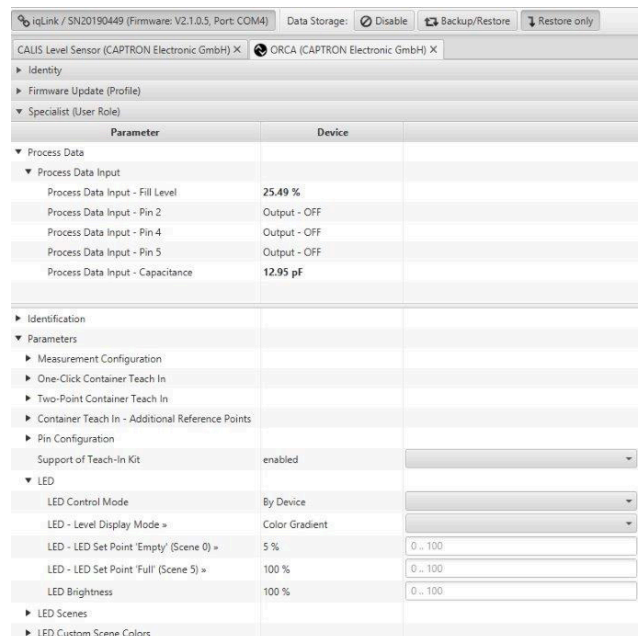 iqLink / SN20190449 (Firmware: V2.1.0.5, Port: COM4) Data Storage: Disable Backup/Restore Restore only
CALIS Level Sensor (CAPTRON Electronic GmbH) X ORCA (CAPTRON Electronic GmbH) X
Identity
Firmware Update (Profile)
Specialist (User Role)
Parameter Device
Process Data
Process Data Input
Process Data Input - Fill Level 25.49 %
Process Data Input - Pin 2 Output - OFF
Process Data Input - Pin 4 Output - OFF
Process Data Input - Pin 5 Output - OFF
Process Data Input - Capacitance 12.95 pF
Identification
Parameters
Measurement Configuration
One-Click Container Teach In
Two-Point Container Teach In
Container Teach In - Additional Reference Points
Pin Configuration
Support of Teach-In Kit enabled
LED
LED Control Mode By Device
LED - Level Display Mode » Color Gradient
LED - LED Set Point 'Empty' (Scene 0) » 5 % 0 .. 100
LED - LED Set Point 'Full' (Scene 5) » 100 % 0 .. 100
LED Brightness 100 % 0 .. 100
LED Scenes
LED Custom Scene Colors